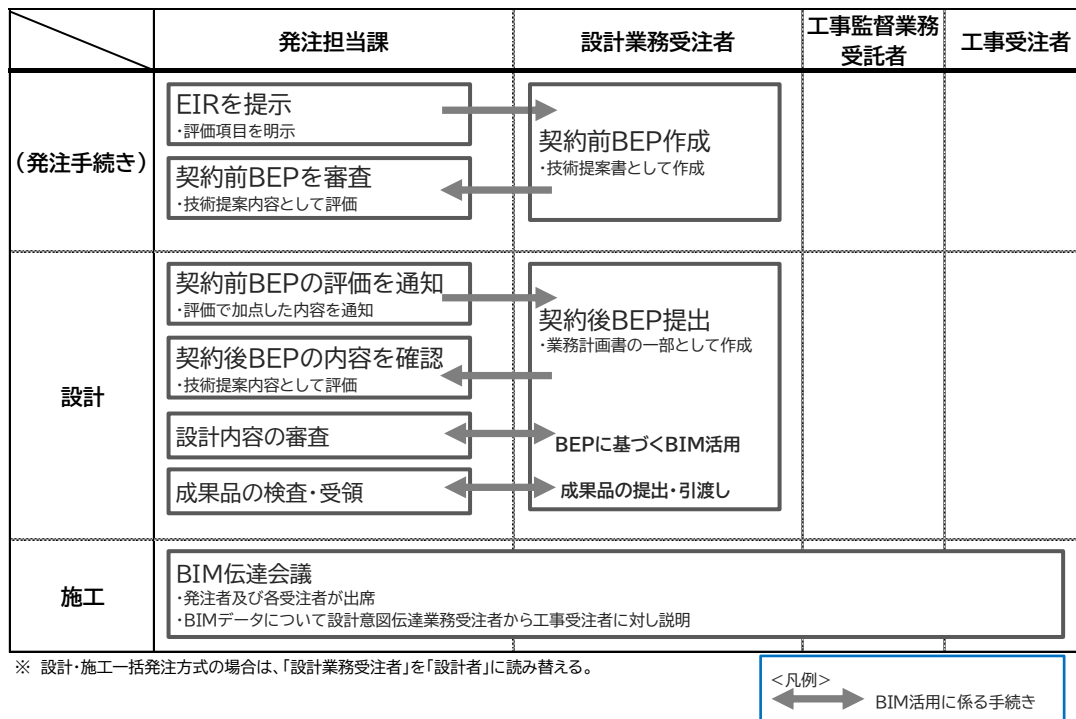 発注担当課
設計業務受注者
工事監督業務
受託者
工事受注者
(発注手続き)
EIRを提示
・評価項目を明示
契約前BEPを審査
・技術提案内容として評価
契約前BEP作成
・技術提案書として作成
設計
契約前BEPの評価を通知
・評価で加点した内容を通知
契約後BEPの内容を確認
・技術提案内容として評価
設計内容の審査
成果品の検査・受領
契約後BEP提出
・業務計画書の一部として作成
BEPに基づくBIM活用
成果品の提出・引渡し
施工
BIM伝達会議
・発注者及び各受注者が出席
・BIMデータについて設計意図伝達業務受注者から工事受注者に対し説明
※ 設計・施工一括発注方式の場合は、「設計業務受注者」を「設計者」に読み替える。
<凡例>
BIM活用に係る手続き